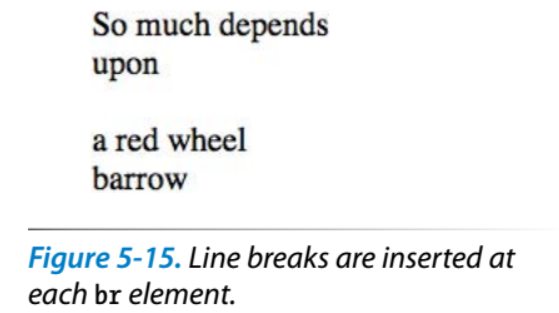 So much depends
upon
a red wheel
barrow
Figure 5-15. Line breaks are inserted at
each br element.